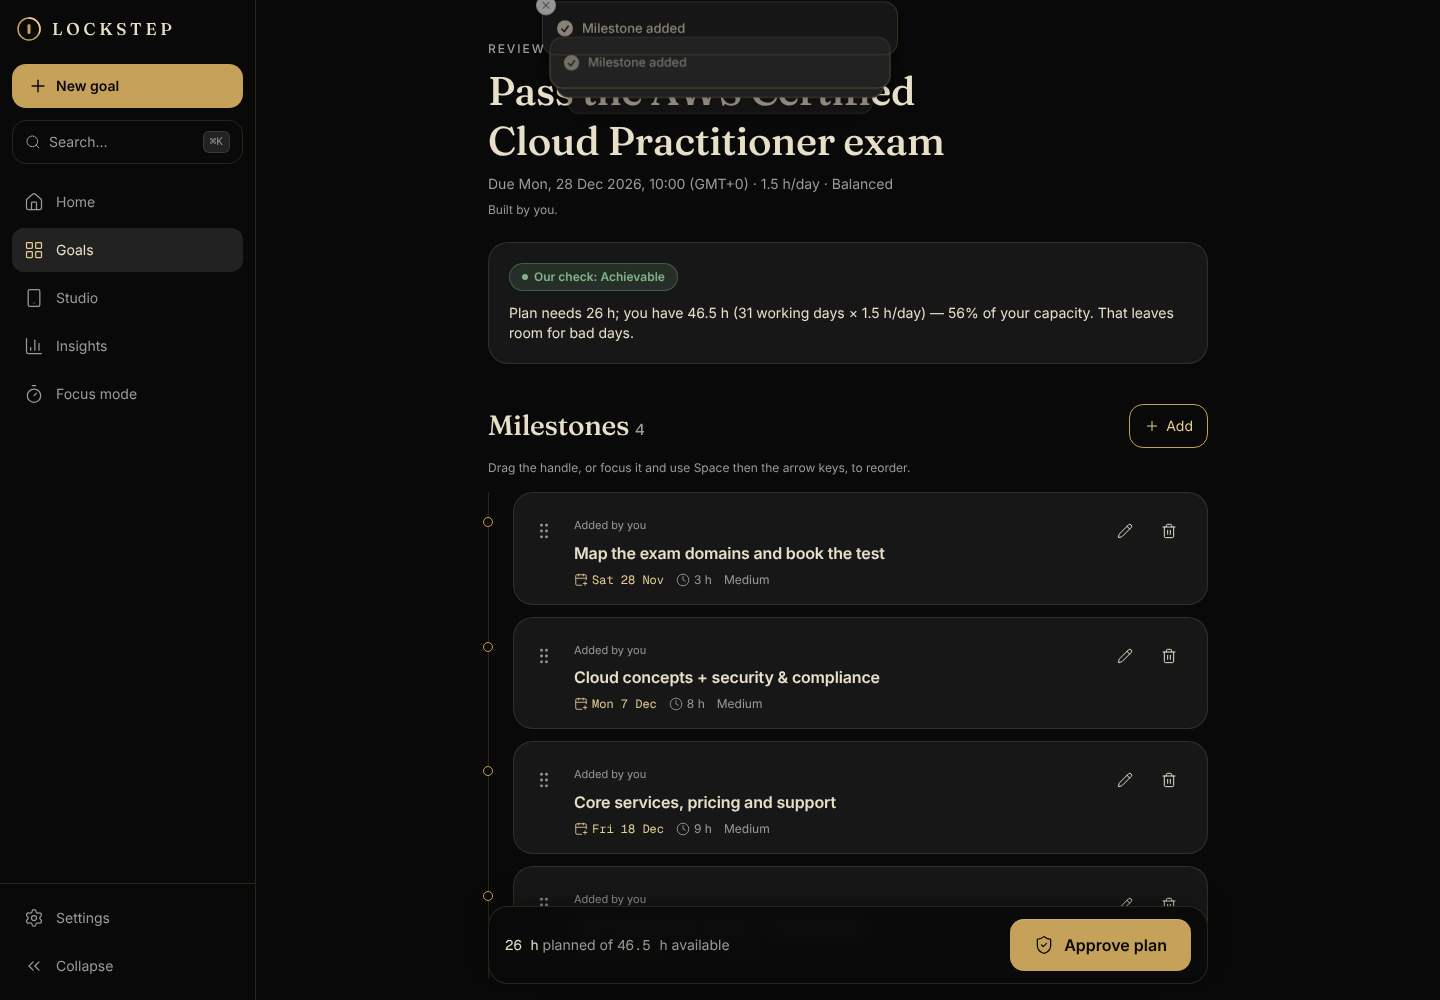 LOCKSTEP
New goal
Search...
⌘K
Home
Goals
Studio
Insights
Focus mode
Settings
Collapse
Milestone added
Milestone added
REVIEW
Pass the AWS Certified
Cloud Practitioner exam
Due Mon, 28 Dec 2026, 10:00 (GMT+0) · 1.5 h/day · Balanced
Built by you.
Our check: Achievable
Plan needs 26 h; you have 46.5 h (31 working days × 1.5 h/day) — 56% of your capacity. That leaves
room for bad days.
Milestones 4
Add
Drag the handle, or focus it and use Space then the arrow keys, to reorder.
Added by you
Map the exam domains and book the test
Sat 28 Nov 3 h Medium
Added by you
Cloud concepts + security & compliance
Mon 7 Dec 8 h Medium
Added by you
Core services, pricing and support
Fri 18 Dec 9 h Medium
Added by you
26 h planned of 46.5 h available
Approve plan